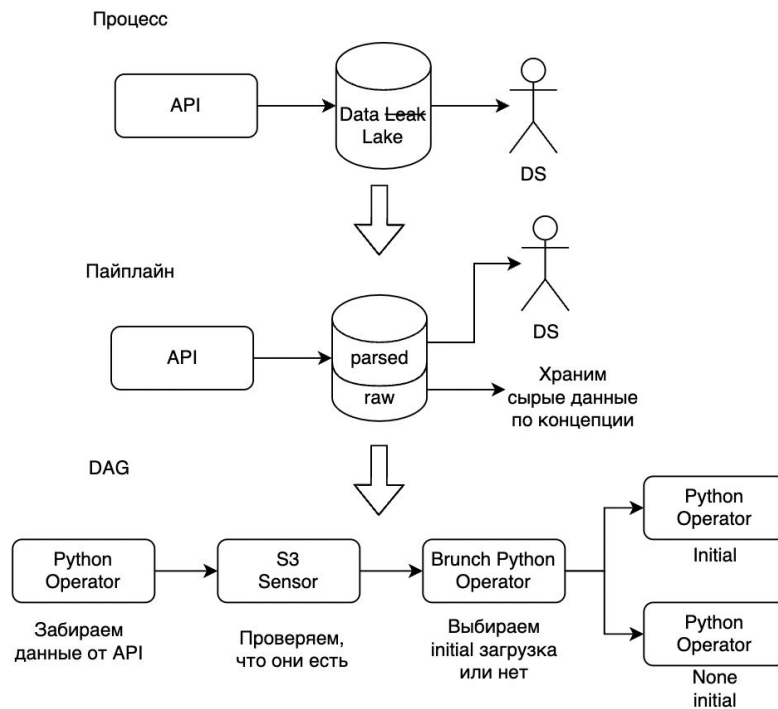 Процесс
API
Data Leak
Lake
DS
Пайплайн
API
parsed
raw
DS
Храним
сырые данные
по концепции
DAG
Python
Operator
Забираем
данные от API
S3
Sensor
Проверяем,
что они есть
Brunch Python
Operator
Выбираем
initial загрузка
или нет
Python
Operator
Initial
Python
Operator
None
initial